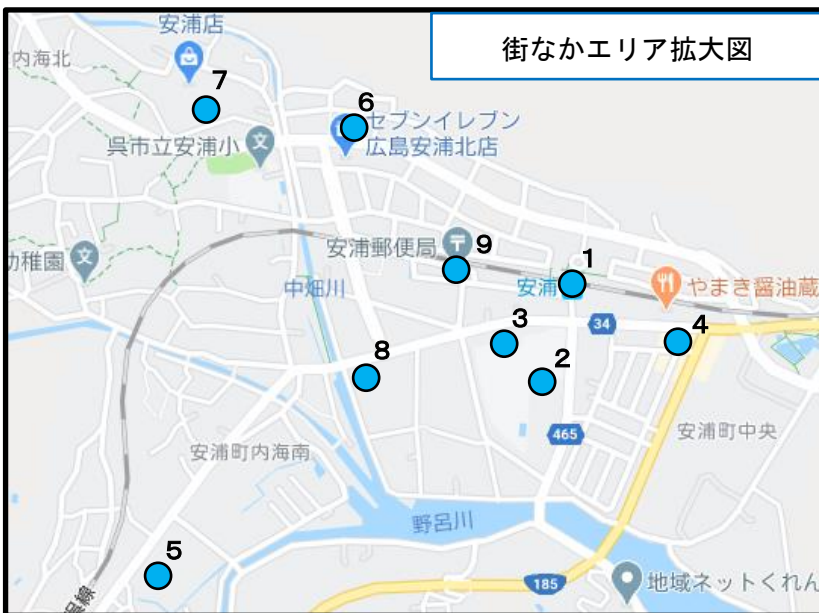 街なかエリア拡大図
安浦店
内海北
7
6
セブンイレブン
広島安浦北店
呉市立安浦小
文
安浦郵便局
9
1
幼稚園
文
中畑川
安浦
やまき醤油蔵
34
3
4
8
2
465
安浦町中央
安浦町内海南
野呂川
5
185
地域ネットくれん
呉線